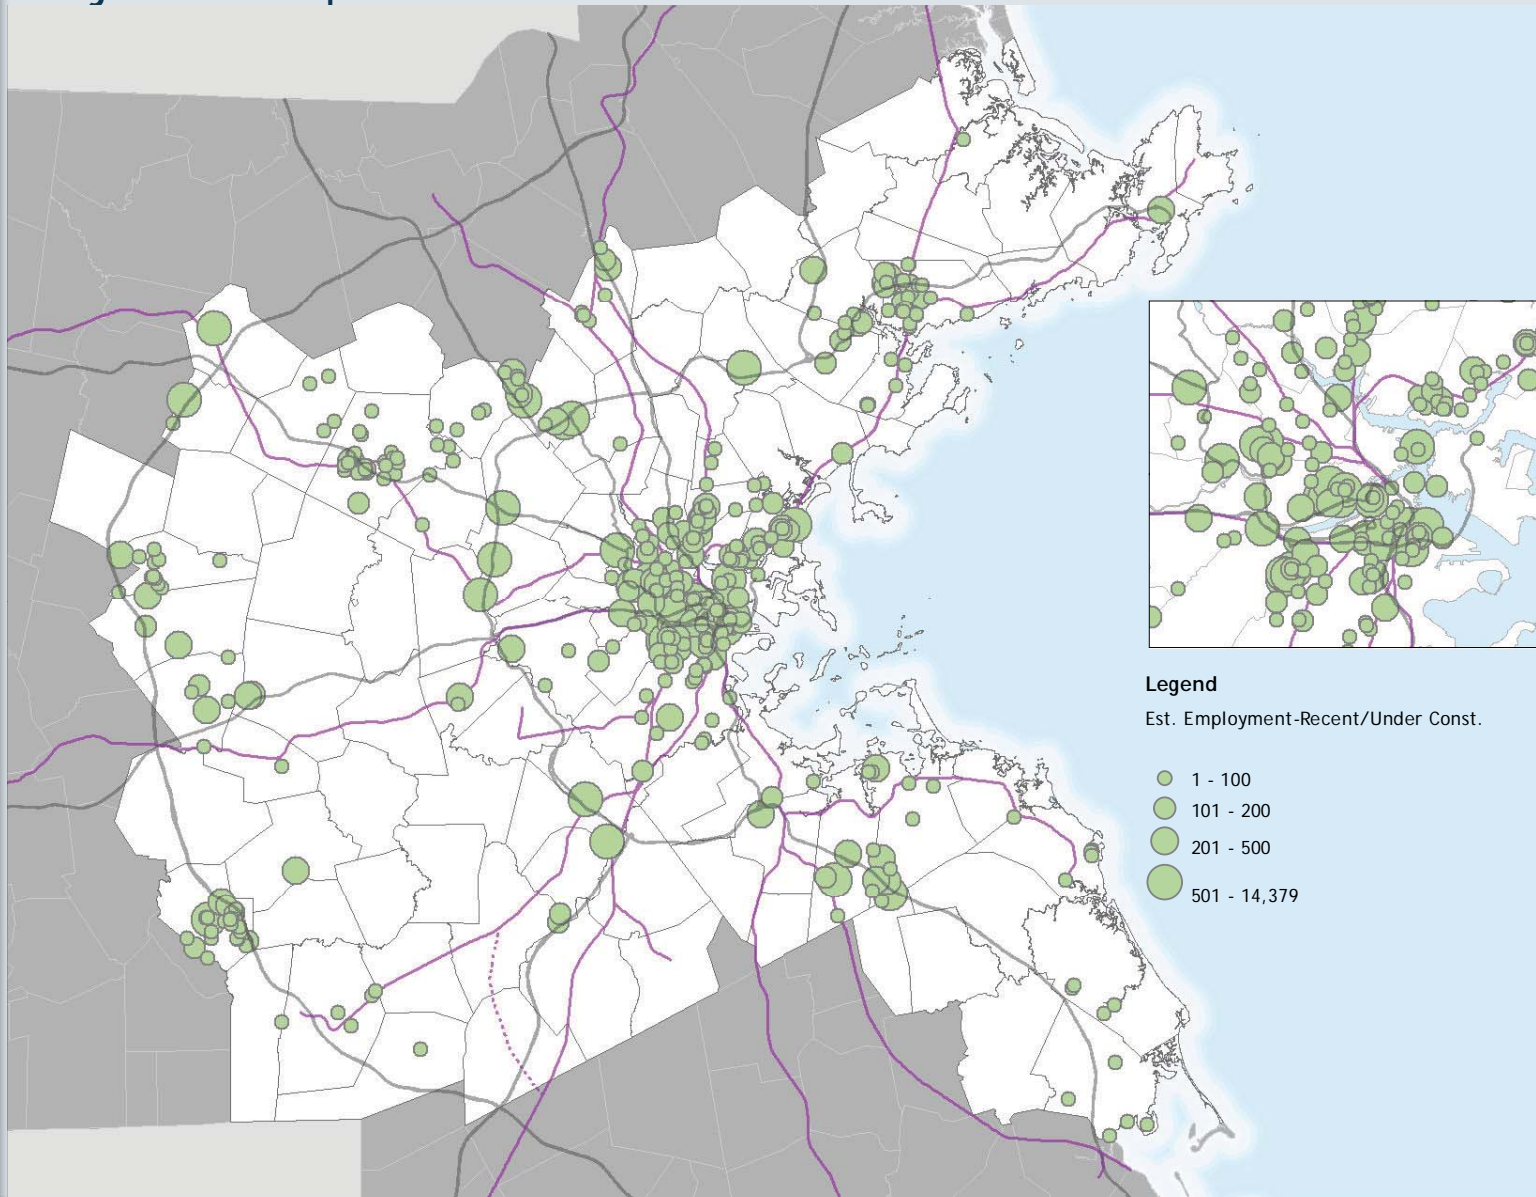 Legend
Est. Employment-Recent/Under Const.
1 - 100
101 - 200
201 - 500
501 - 14,379